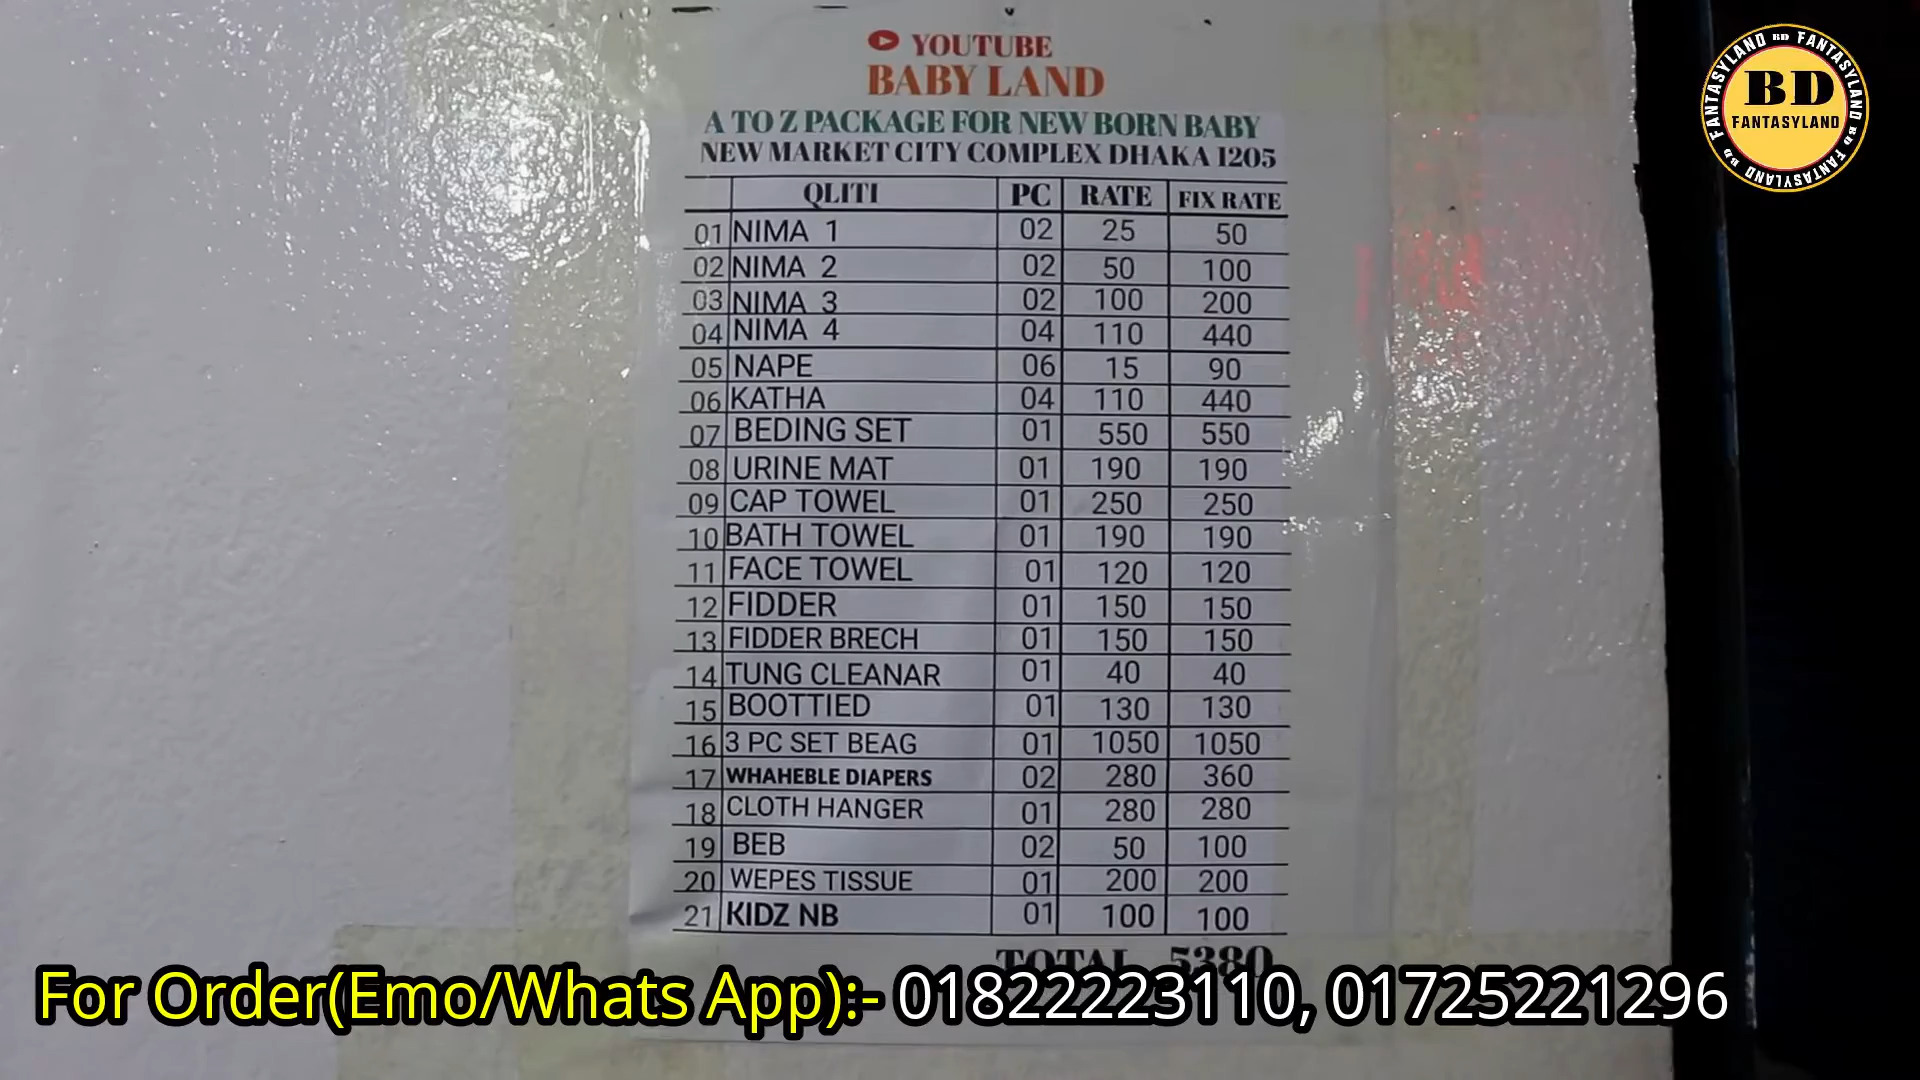 YOUTUBE
BABY LAND
A TO Z PACKAGE FOR NEW BORN BABY
NEW MARKET CITY COMPLEX DHAKA 1205
QLITI PC RATE FIX RATE
01 NIMA 1 02 25 50
02 NIMA 2 02 50 100
03 NIMA 3 02 100 200
04 NIMA 4 04 110 440
05 NAPE 06 15 90
06 KATHA 04 110 440
07 BEDING SET 01 550 550
08 URINE MAT 01 190 190
09 CAP TOWEL 01 250 250
10 BATH TOWEL 01 190 190
11 FACE TOWEL 01 120 120
12 FIDDER 01 150 150
13 FIDDER BRECH 01 150 150
14 TUNG CLEANAR 01 40 40
15 BOOTTIED 01 130 130
16 3 PC SET BEAG 01 1050 1050
17 WHAHEBLE DIAPERS 02 280 360
18 CLOTH HANGER 01 280 280
19 BEB 02 50 100
20 WEPES TISSUE 01 200 200
21 KIDZ NB 01 100 100
TOTAL 5380
For Order(Emo/Whats App):- 01822223110, 01725221296
BD FANTASYLAND BD FANTASYLAND BD FANTASYLAND
BD
FANTASYLAND